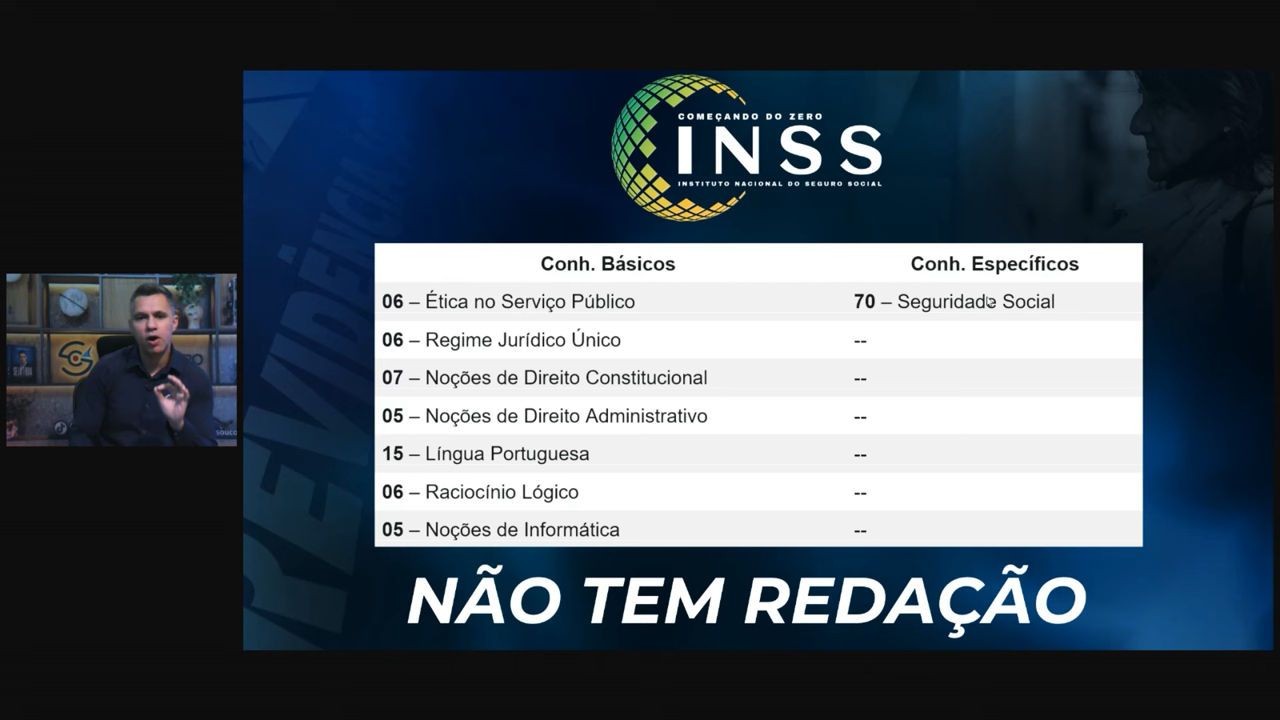 COMEÇANDO DO ZERO
INSS
INSTITUTO NACIONAL DO SEGURO SOCIAL
Conh. Básicos Conh. Específicos
06 – Ética no Serviço Público 70 – Seguridade Social
06 – Regime Jurídico Único --
07 – Noções de Direito Constitucional --
05 – Noções de Direito Administrativo --
15 – Língua Portuguesa --
06 – Raciocínio Lógico --
05 – Noções de Informática --
NÃO TEM REDAÇÃO